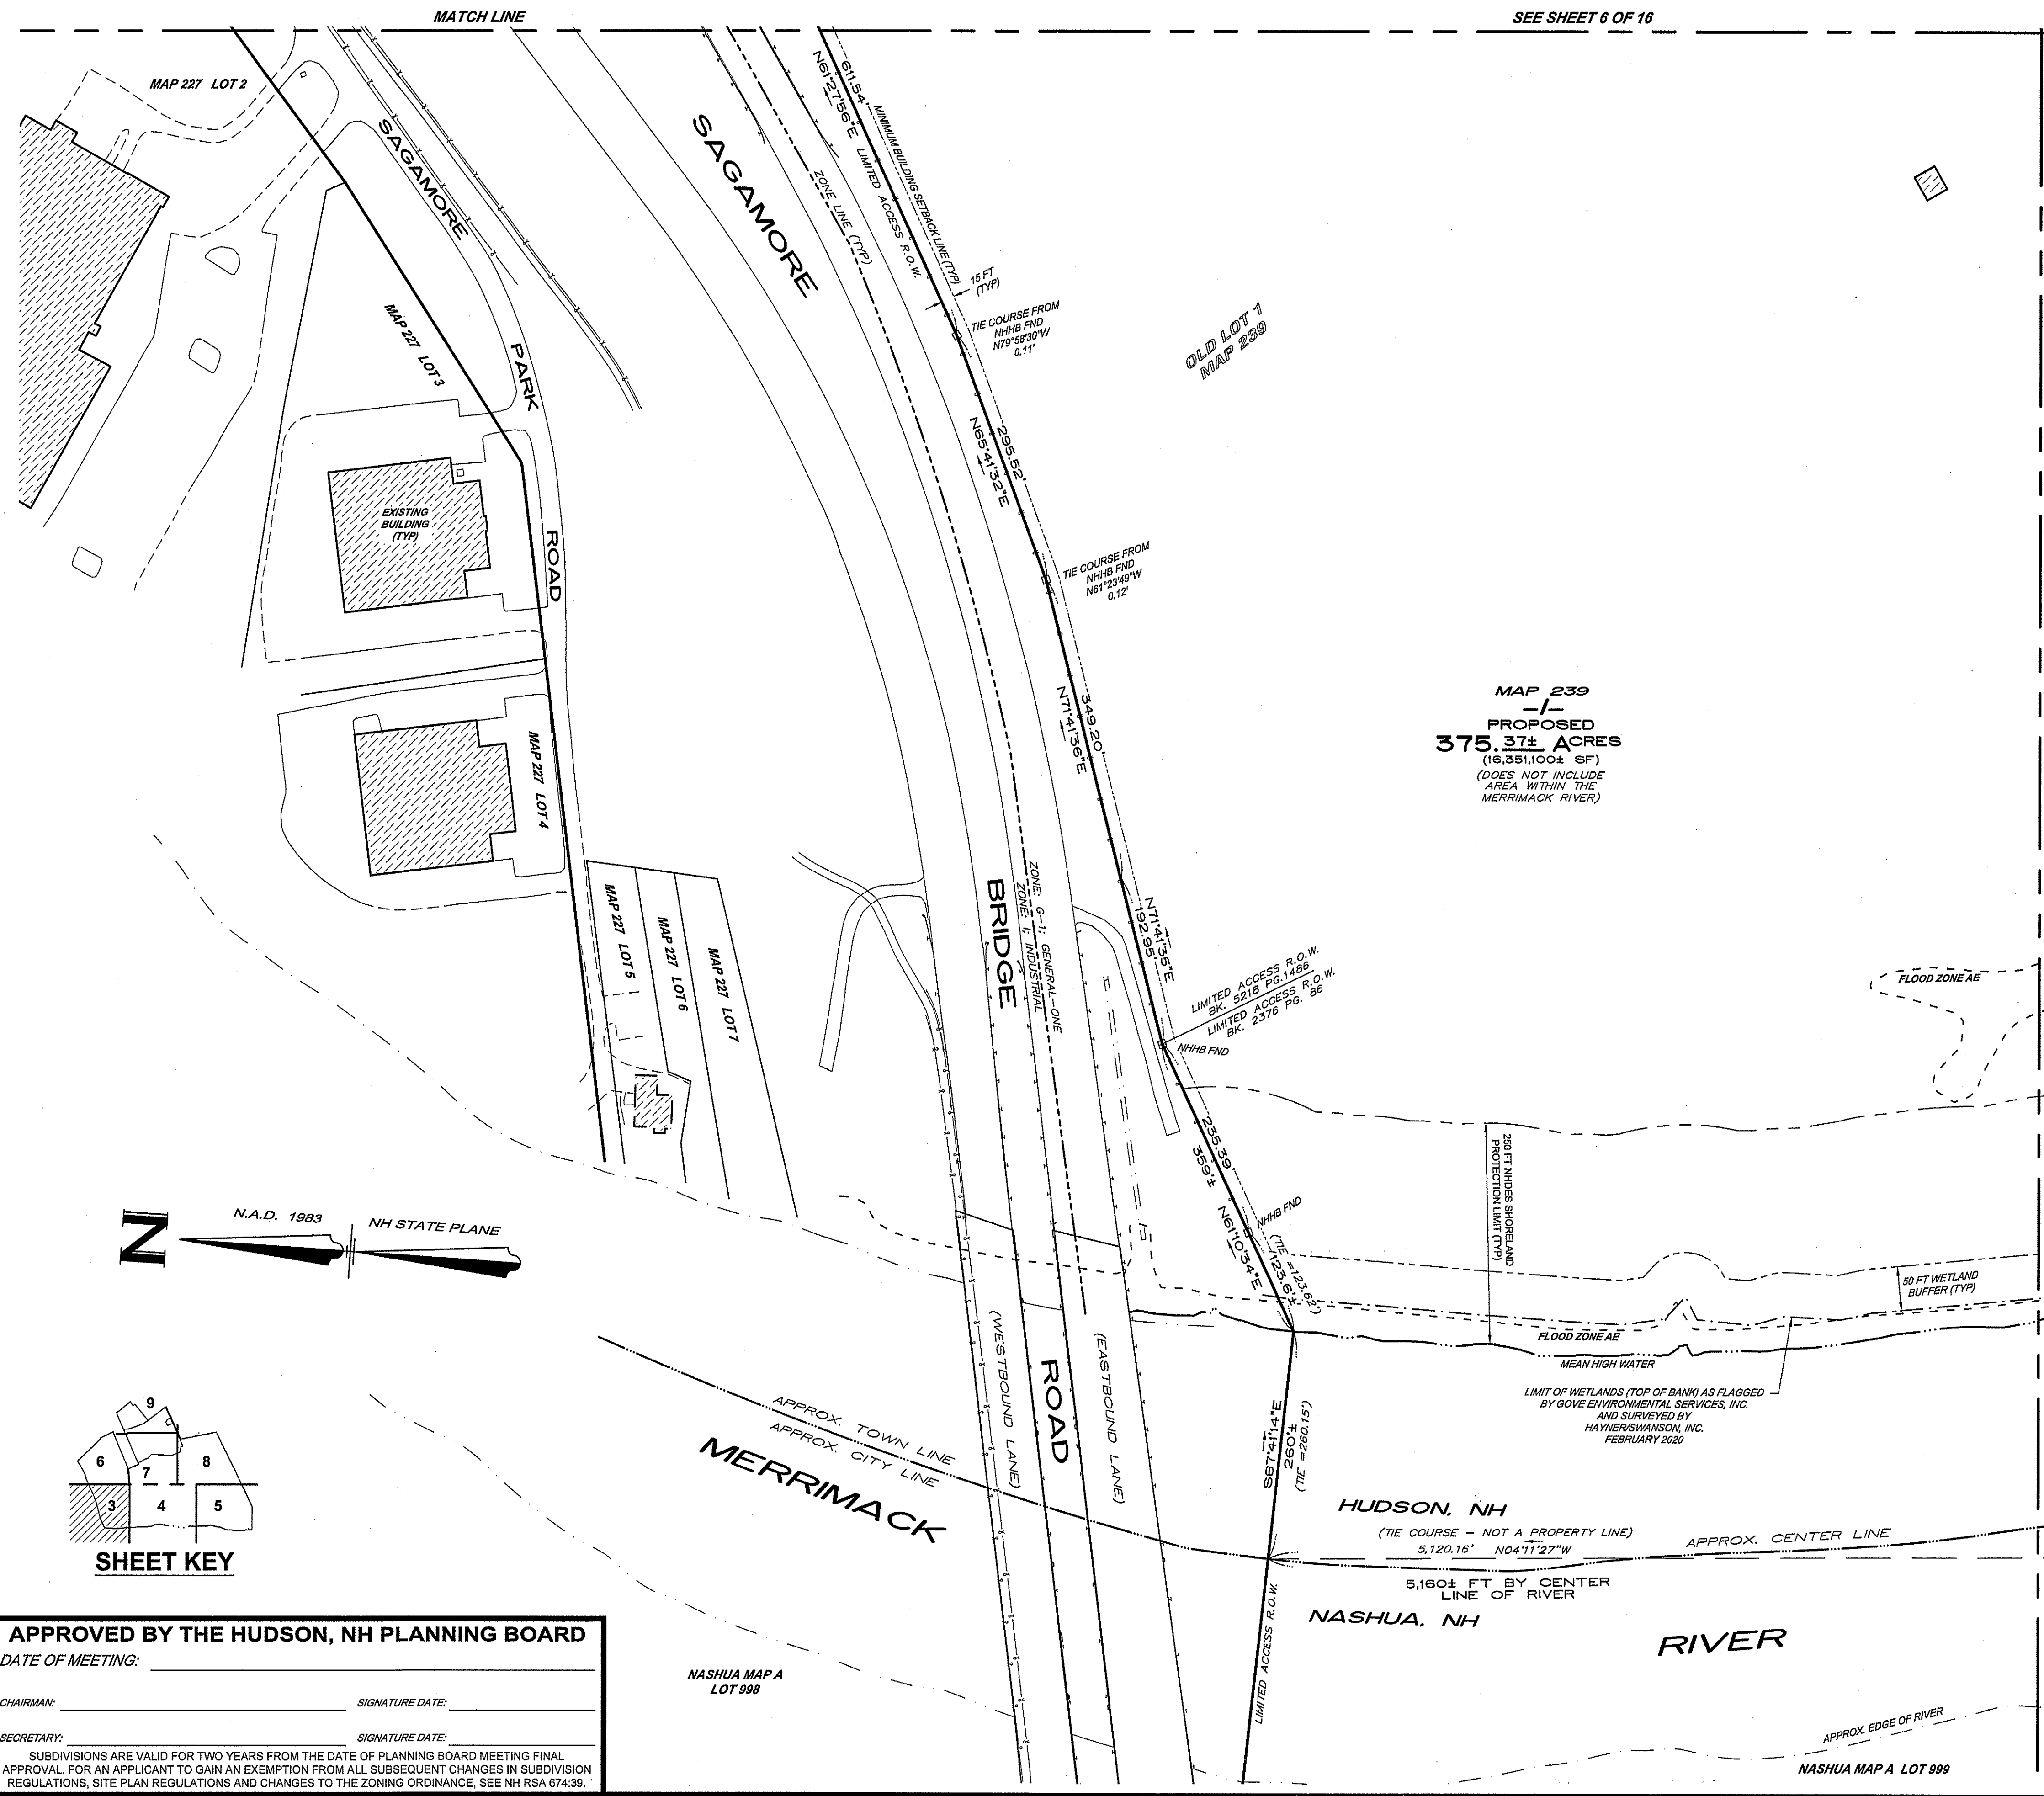 MATCH LINE
SEE SHEET 6 OF 16
MAP 227 LOT 2
SAGAMORE
PARK
ROAD
MAP 227 LOT 3
EXISTING
BUILDING
(TYP)
MAP 227 LOT 4
MAP 227 LOT 5
MAP 227 LOT 6
MAP 227 LOT 7
SAGAMORE
BRIDGE
ROAD
ZONE LINE (TYP)
611.54'
N61°27'56"E
LIMITED ACCESS R.O.W.
MINIMUM BUILDING SETBACK LINE (TYP)
15 FT
(TYP)
TIE COURSE FROM
NHHB FND
N79°58'30"W
0.11'
OLD LOT 1
MAP 239
295.52'
N65°41'32"E
TIE COURSE FROM
NHHB FND
N61°23'49"W
0.12'
349.20'
N71°41'36"E
MAP 239
-1-
PROPOSED
375.37± ACRES
(16,351,100± SF)
(DOES NOT INCLUDE
AREA WITHIN THE
MERRIMACK RIVER)
ZONE: G-1; GENERAL-ONE
ZONE: I; INDUSTRIAL
N71°41'35"E
192.95'
LIMITED ACCESS R.O.W.
BK. 5218 PG.1486
LIMITED ACCESS R.O.W.
BK. 2376 PG. 86
NHHB FND
FLOOD ZONE AE
235.39'
359'±
NHHB FND
N61°10'34"E
(TIE =123.62')
123.6'±
250 FT NHDES SHORELAND
PROTECTION LIMIT (TYP)
50 FT WETLAND
BUFFER (TYP)
FLOOD ZONE AE
MEAN HIGH WATER
LIMIT OF WETLANDS (TOP OF BANK) AS FLAGGED
BY GOVE ENVIRONMENTAL SERVICES, INC.
AND SURVEYED BY
HAYNER/SWANSON, INC.
FEBRUARY 2020
N
N.A.D. 1983
NH STATE PLANE
(WESTBOUND LANE)
(EASTBOUND LANE)
APPROX. TOWN LINE
APPROX. CITY LINE
MERRIMACK
S87°41'14"E
260'±
(TIE =260.15')
HUDSON, NH
(TIE COURSE - NOT A PROPERTY LINE)
5,120.16' N04°11'27"W
APPROX. CENTER LINE
5,160± FT BY CENTER
LINE OF RIVER
NASHUA, NH
LIMITED ACCESS R.O.W.
RIVER
APPROX. EDGE OF RIVER
NASHUA MAP A LOT 999
NASHUA MAP A
LOT 998
9
6
7
8
3
4
5
SHEET KEY
APPROVED BY THE HUDSON, NH PLANNING BOARD
DATE OF MEETING:
CHAIRMAN: SIGNATURE DATE:
SECRETARY: SIGNATURE DATE:
SUBDIVISIONS ARE VALID FOR TWO YEARS FROM THE DATE OF PLANNING BOARD MEETING FINAL
APPROVAL. FOR AN APPLICANT TO GAIN AN EXEMPTION FROM ALL SUBSEQUENT CHANGES IN SUBDIVISION
REGULATIONS, SITE PLAN REGULATIONS AND CHANGES TO THE ZONING ORDINANCE, SEE NH RSA 674:39.